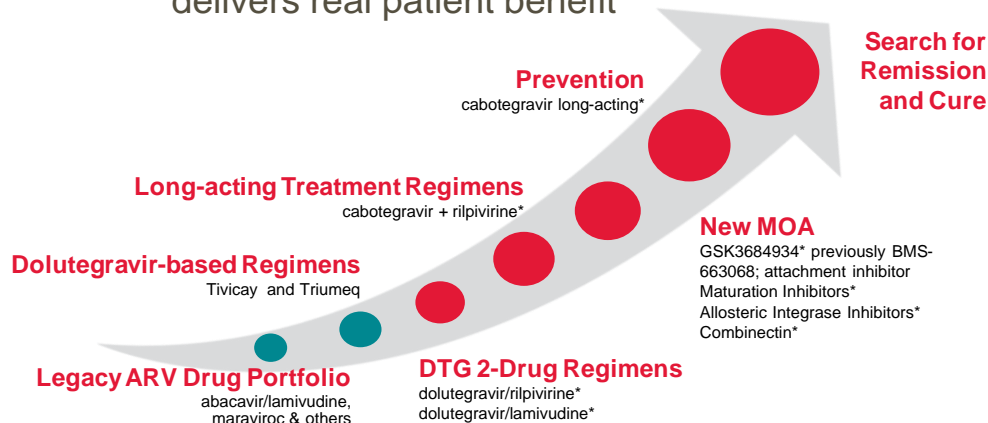 delivers real patient benefit
Search for
Remission
and Cure
Prevention
cabotegravir long-acting*
Long-acting Treatment Regimens
cabotegravir + rilpivirine*
New MOA
GSK3684934* previously BMS-
663068; attachment inhibitor
Maturation Inhibitors*
Allosteric Integrase Inhibitors*
Combinectin*
Dolutegravir-based Regimens
Tivicay and Triumeq
DTG 2-Drug Regimens
dolutegravir/rilpivirine*
dolutegravir/lamivudine*
Legacy ARV Drug Portfolio
abacavir/lamivudine,
maraviroc & others